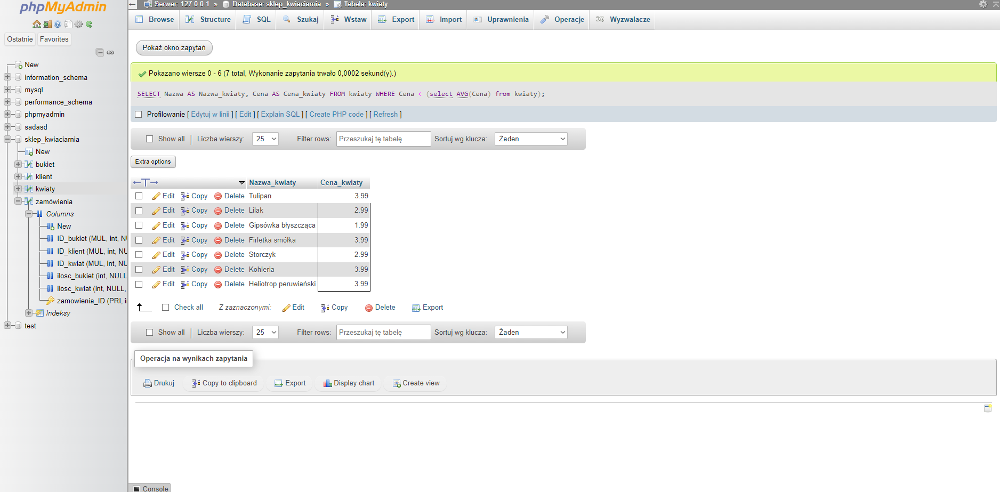 phpMyAdmin
Ostatnie Favorites
New
information_schema
mysql
performance_schema
phpmyadmin
sadasd
sklep_kwiaciarnia
New
bukiet
klient
kwiaty
zamówienia
Columns
New
ID_bukiet (MUL, int, NU
ID_klient (MUL, int, NU
ID_kwiat (MUL, int, NU
ilosc_bukiet (int, NULL
ilosc_kwiat (int, NULL,
zamowienia_ID (PRI, i
Indeksy
test
Serwer: 127.0.0.1 » Database: sklep_kwiaciarnia » Tabela: kwiaty
Browse Structure SQL Szukaj Wstaw Export Import Uprawnienia Operacje Wyzwalacze
Pokaż okno zapytań
Pokazano wiersze 0 - 6 (7 total, Wykonanie zapytania trwało 0,0002 sekund(y).)
SELECT Nazwa AS Nazwa_kwiaty, Cena AS Cena_kwiaty FROM kwiaty WHERE Cena < (select AVG(Cena) from kwiaty);
Profilowanie [ Edytuj w linii ] [ Edit ] [ Explain SQL ] [ Create PHP code ] [ Refresh ]
Show all | Liczba wierszy: 25 Filter rows: Przeszukaj tę tabelę Sortuj wg klucza: Żaden
Extra options
←T→ Nazwa_kwiaty Cena_kwiaty
Edit Copy Delete Tulipan 3.99
Edit Copy Delete Lilak 2.99
Edit Copy Delete Gipsówka błyszcząca 1.99
Edit Copy Delete Firletka smółka 3.99
Edit Copy Delete Storczyk 2.99
Edit Copy Delete Kohleria 3.99
Edit Copy Delete Heliotrop peruwiański 3.99
Check all Z zaznaczonymi: Edit Copy Delete Export
Show all | Liczba wierszy: 25 Filter rows: Przeszukaj tę tabelę Sortuj wg klucza: Żaden
Operacja na wynikach zapytania
Drukuj Copy to clipboard Export Display chart Create view
Console